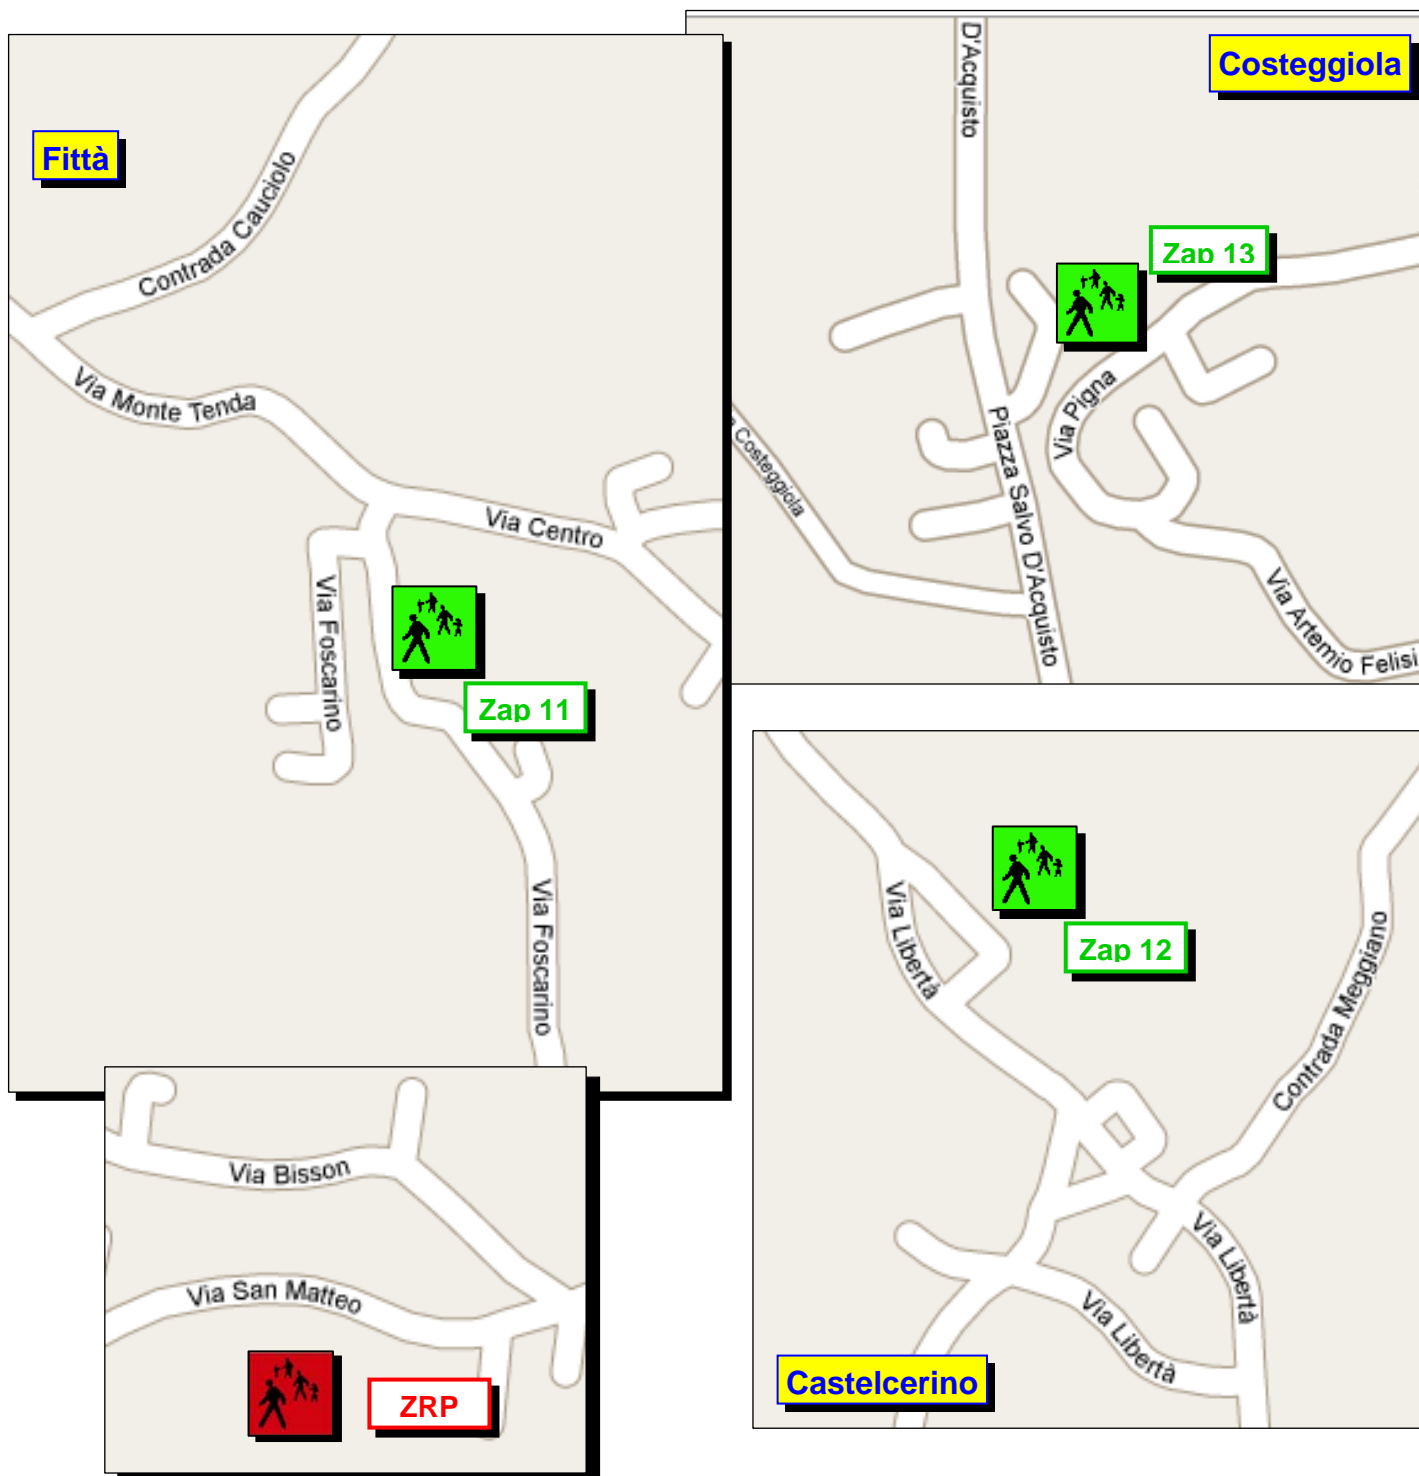 Fittà
Contrada Cauciolo
Via Monte Tenda
Via Centro
Via Foscarino
Zap 11
Via Foscarino
D'Acquisto
Costeggiola
Zap 13
Via Pigna
Costeggiola
Piazza Salvo D'Acquisto
Via Artemio Felisi
Zap 12
Via Libertà
Contrada Meggiano
Via Libertà
Via Libertà
Castelcerino
Via Bisson
Via San Matteo
ZRP